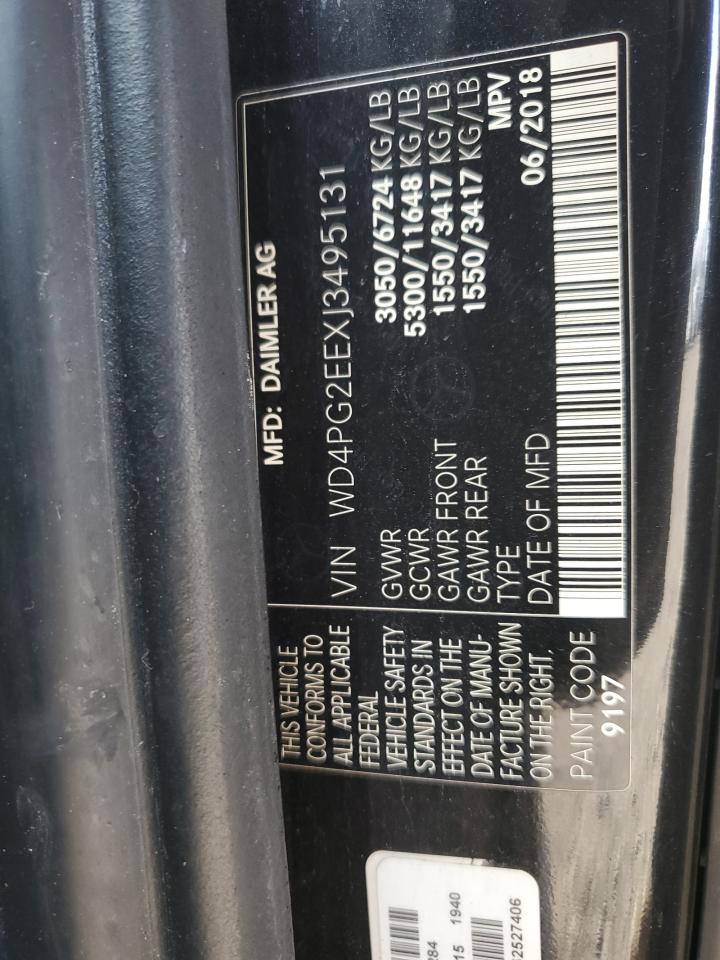 MFD: DAIMLER AG
VIN WD4PG2EEXJ3495131
GVWR 3050/6724 KG/LB
GCWR 5300/11648 KG/LB
GAWR FRONT 1550/3417 KG/LB
GAWR REAR 1550/3417 KG/LB
TYPE MPV
DATE OF MFD 06/2018
THIS VEHICLE
CONFORMS TO
ALL APPLICABLE
FEDERAL
VEHICLE SAFETY
STANDARDS IN
EFFECT ON THE
DATE OF MANU-
FACTURE SHOWN
ON THE RIGHT,
PAINT CODE
9197
284
15 1940
2527406